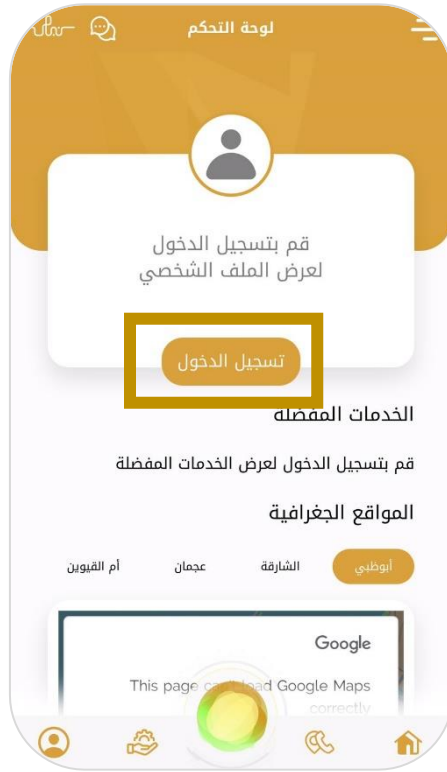 لوحة التحكم
قم بتسجيل الدخول
لعرض الملف الشخصي
تسجيل الدخول
الخدمات المفضلة
قم بتسجيل الدخول لعرض الخدمات المفضلة
المواقع الجغرافية
أبوظبي الشارقة عجمان أم القيوين
Google
This page can't load Google Maps
correctly